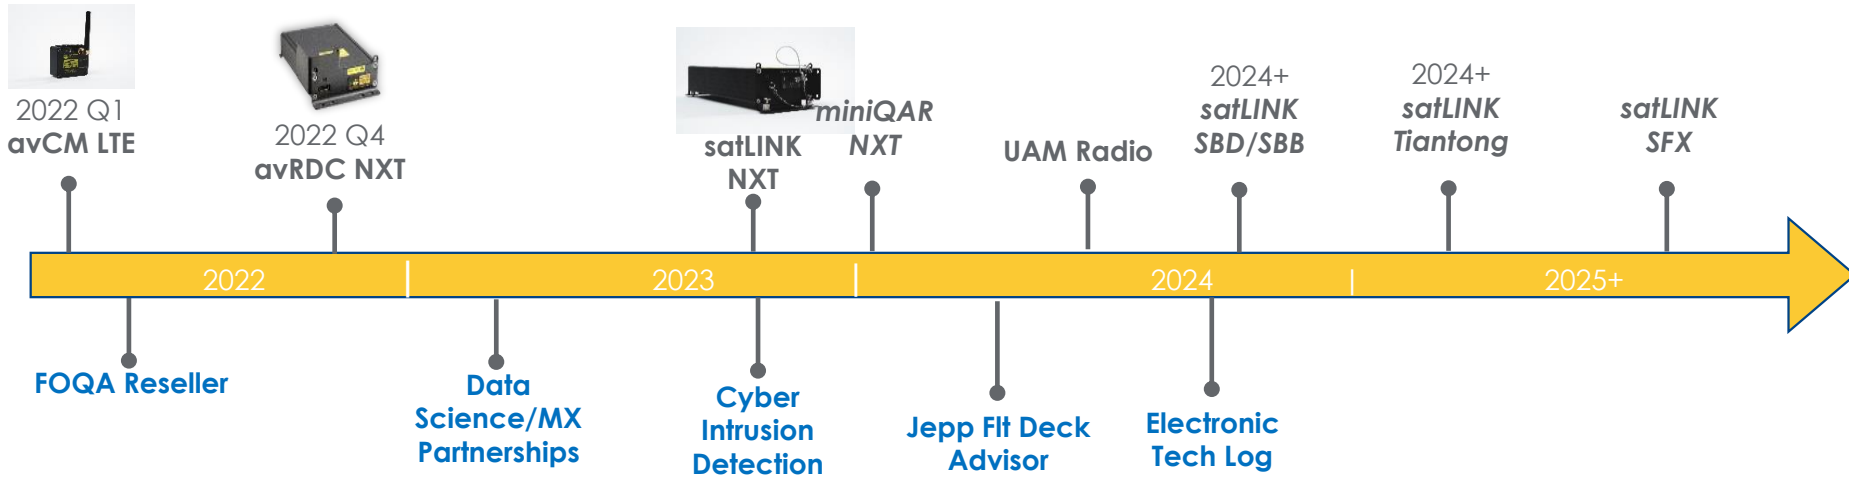 2022 Q1
avCM LTE
2022 Q4
avRDC NXT
satLINK
NXT
miniQAR
NXT
UAM Radio
2024+
satLINK
SBD/SBB
2024+
satLINK
Tiantong
satLINK
SFX
2022
2023
2024
2025+
FOQA Reseller
Data
Science/MX
Partnerships
Cyber
Intrusion
Detection
Jepp Flt Deck
Advisor
Electronic
Tech Log